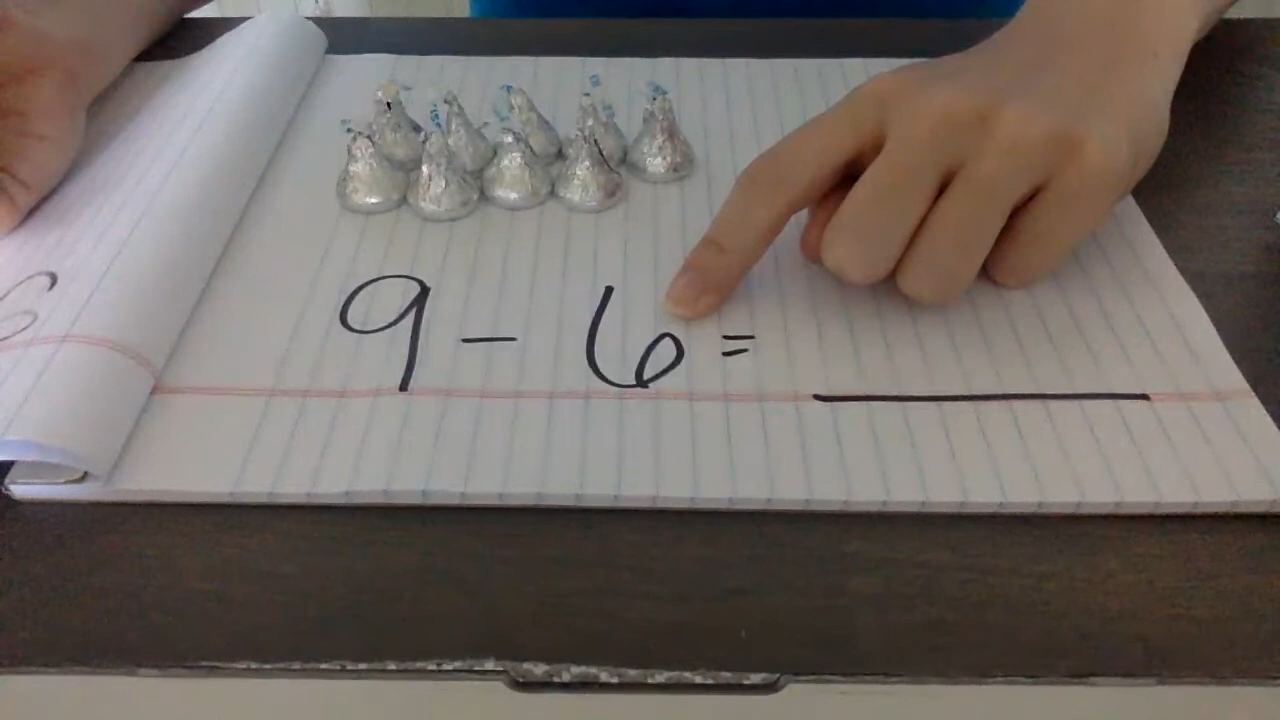 9 - 6 = ____